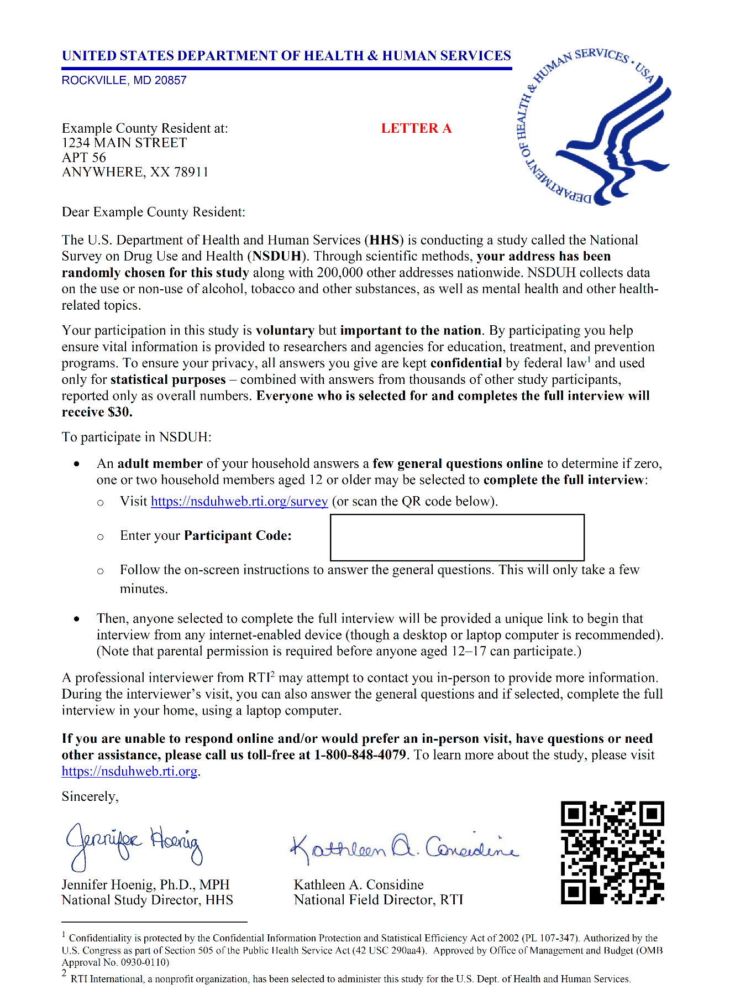 UNITED STATES DEPARTMENT OF HEALTH & HUMAN SERVICES
ROCKVILLE, MD 20857
DEPARTMENT OF HEALTH & HUMAN SERVICES • USA
Example County Resident at:
LETTER A
1234 MAIN STREET
APT 56
ANYWHERE, XX 78911
Dear Example County Resident:
The U.S. Department of Health and Human Services (HHS) is conducting a study called the National
Survey on Drug Use and Health (NSDUH). Through scientific methods, your address has been
randomly chosen for this study along with 200,000 other addresses nationwide. NSDUH collects data
on the use or non-use of alcohol, tobacco and other substances, as well as mental health and other health-
related topics.
Your participation in this study is voluntary but important to the nation. By participating you help
ensure vital information is provided to researchers and agencies for education, treatment, and prevention
programs. To ensure your privacy, all answers you give are kept confidential by federal law¹ and used
only for statistical purposes – combined with answers from thousands of other study participants,
reported only as overall numbers. Everyone who is selected for and completes the full interview will
receive $30.
To participate in NSDUH:
• An adult member of your household answers a few general questions online to determine if zero,
one or two household members aged 12 or older may be selected to complete the full interview:
o Visit https://nsduhweb.rti.org/survey (or scan the QR code below).
o Enter your Participant Code:
o Follow the on-screen instructions to answer the general questions. This will only take a few
minutes.
• Then, anyone selected to complete the full interview will be provided a unique link to begin that
interview from any internet-enabled device (though a desktop or laptop computer is recommended).
(Note that parental permission is required before anyone aged 12–17 can participate.)
A professional interviewer from RTI² may attempt to contact you in-person to provide more information.
During the interviewer's visit, you can also answer the general questions and if selected, complete the full
interview in your home, using a laptop computer.
If you are unable to respond online and/or would prefer an in-person visit, have questions or need
other assistance, please call us toll-free at 1-800-848-4079. To learn more about the study, please visit
https://nsduhweb.rti.org.
Sincerely,
Jennifer Hoenig
Kathleen A. Considine
Jennifer Hoenig, Ph.D., MPH
Kathleen A. Considine
National Study Director, HHS
National Field Director, RTI
¹ Confidentiality is protected by the Confidential Information Protection and Statistical Efficiency Act of 2002 (PL 107-347). Authorized by the
U.S. Congress as part of Section 505 of the Public Health Service Act (42 USC 290aa4). Approved by Office of Management and Budget (OMB
Approval No. 0930-0110)
² RTI International, a nonprofit organization, has been selected to administer this study for the U.S. Dept. of Health and Human Services.